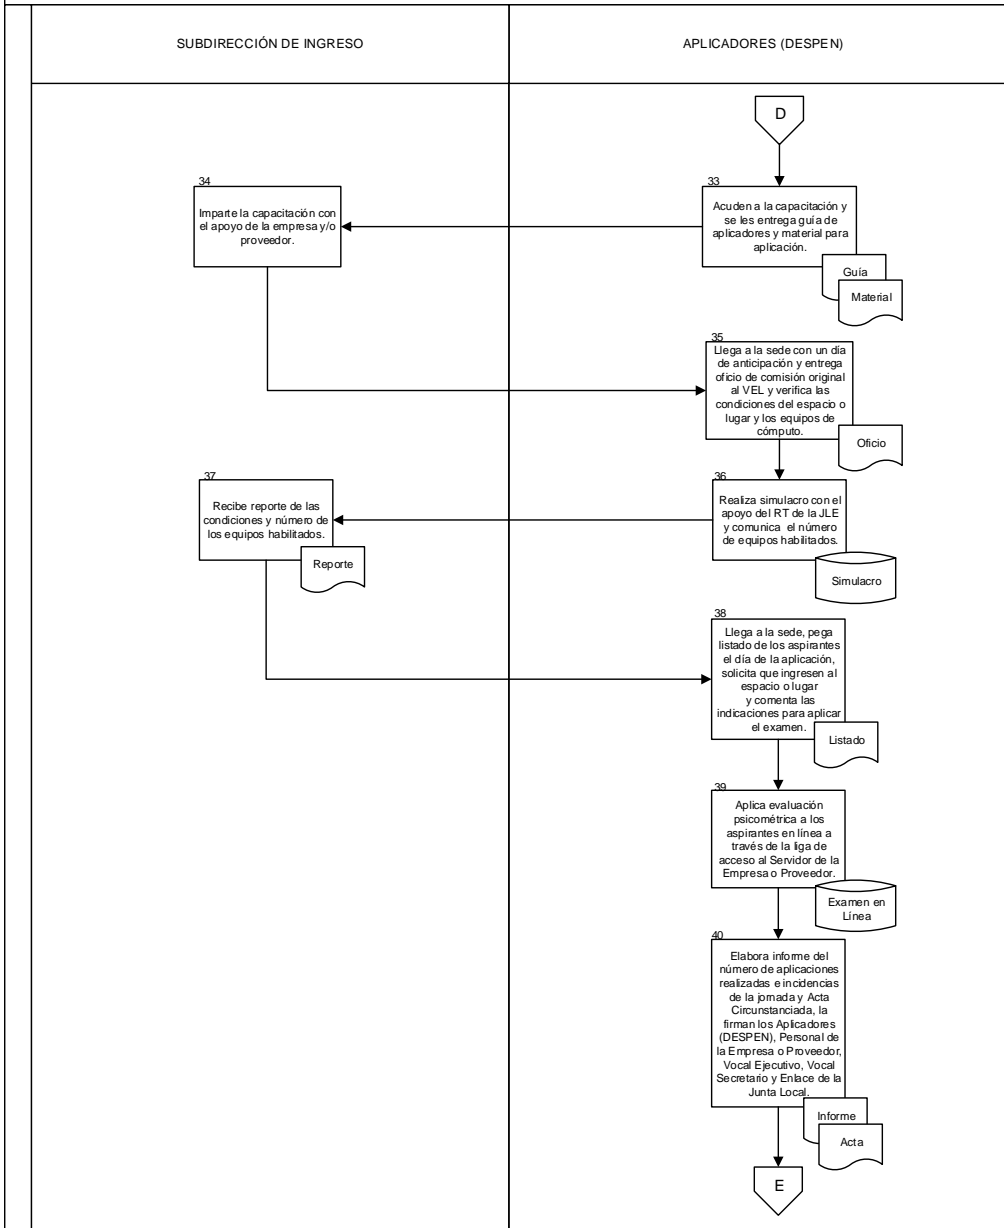 SUBDIRECCIÓN DE INGRESO
APLICADORES (DESPEN)
D
33
Acuden a la capacitación y
se les entrega guía de
aplicadores y material para
aplicación.
Guía
Material
34
Imparte la capacitación con
el apoyo de la empresa y/o
proveedor.
35
Llega a la sede con un día
de anticipación y entrega
oficio de comisión original
al VEL y verifica las
condiciones del espacio o
lugar y los equipos de
cómputo.
Oficio
36
Realiza simulacro con el
apoyo del RT de la JLE
y comunica el número
de equipos habilitados.
Simulacro
37
Recibe reporte de las
condiciones y número de
los equipos habilitados.
Reporte
38
Llega a la sede, pega
listado de los aspirantes
el día de la aplicación,
solicita que ingresen al
espacio o lugar
y comenta las
indicaciones para aplicar
el examen.
Listado
39
Aplica evaluación
psicométrica a los
aspirantes en línea a
través de la liga de
acceso al Servidor de la
Empresa o Proveedor.
Examen en
Línea
40
Elabora informe del
número de aplicaciones
realizadas e incidencias
de la jornada y Acta
Circunstanciada, la
firman los Aplicadores
(DESPEN), Personal de
la Empresa o Proveedor,
Vocal Ejecutivo, Vocal
Secretario y Enlace de la
Junta Local.
Informe
Acta
E